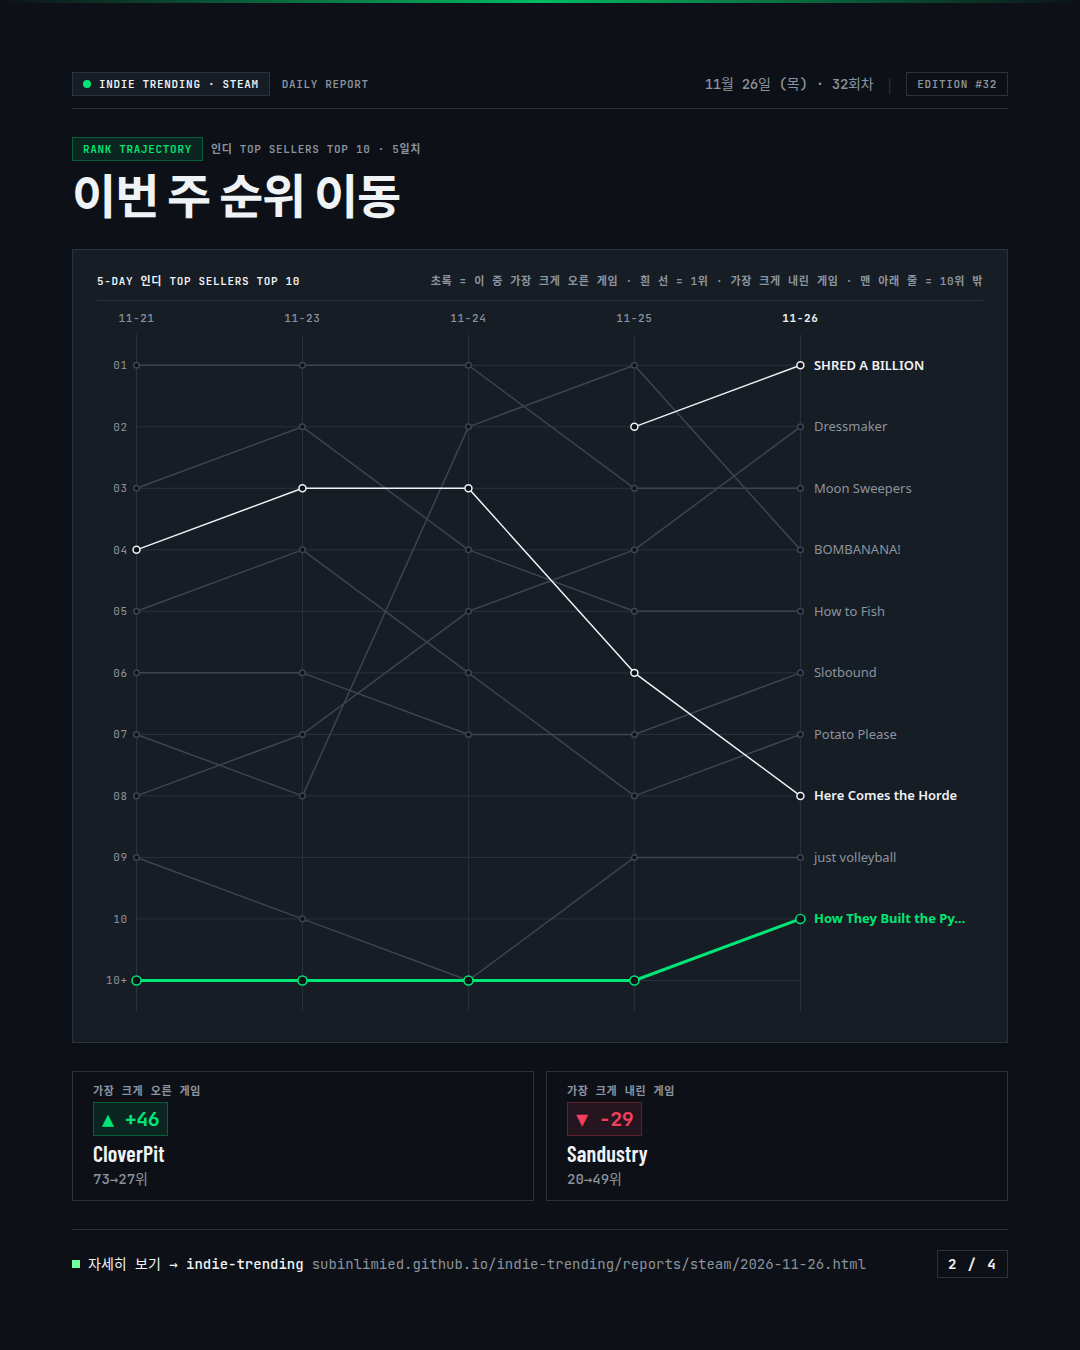 INDIE TRENDING · STEAM DAILY REPORT 11월 26일 (목) · 32회차 EDITION #32
RANK TRAJECTORY 인디 TOP SELLERS TOP 10 · 5일치
이번 주 순위 이동
5-DAY 인디 TOP SELLERS TOP 10 초록 = 이 중 가장 크게 오른 게임 · 흰 선 = 1위 · 가장 크게 내린 게임 · 맨 아래 줄 = 10위 밖
11-21 11-23 11-24 11-25 11-26
01 SHRED A BILLION
02 Dressmaker
03 Moon Sweepers
04 BOMBANANA!
05 How to Fish
06 Slotbound
07 Potato Please
08 Here Comes the Horde
09 just volleyball
10 How They Built the Py…
10+
가장 크게 오른 게임
▲ +46
CloverPit
73→27위
가장 크게 내린 게임
▼ -29
Sandustry
20→49위
자세히 보기 → indie-trending subinlimied.github.io/indie-trending/reports/steam/2026-11-26.html 2 / 4